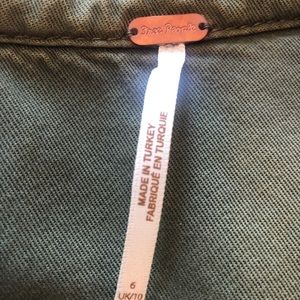 Free People
MADE IN TURKEY
FABRIQUÉ EN TURQUIE
6
UK/10